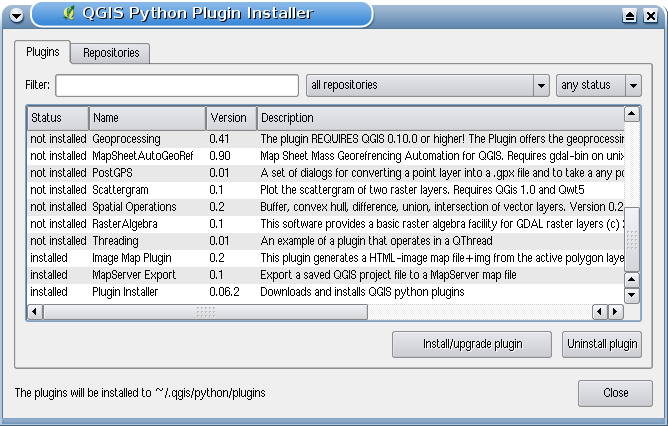 QGIS Python Plugin Installer
Plugins Repositories
Filter: all repositories any status
Status Name Version Description
not installed Geoprocessing 0.41 The plugin REQUIRES QGIS 0.10.0 or higher! The Plugin offers the geoprocessin
not installed MapSheetAutoGeoRef 0.90 Map Sheet Mass Georefrencing Automation for QGIS. Requires gdal-bin on unix
not installed PostGPS 0.01 A set of dialogs for converting a point layer into a .gpx file and to take any po
not installed Scattergram 0.1 Plot the scattergram of two raster layers. Requires QGis 1.0 and Qwt5
not installed Spatial Operations 0.2 Buffer, convex hull, difference, union, intersection of vector layers. Version 0.2
not installed RasterAlgebra 0.1 This software provides a basic raster algebra facility for GDAL raster layers (c) 2
not installed Threading 0.01 An example of a plugin that operates in a QThread
installed Image Map Plugin 0.2 This plugin generates a HTML-image map file+img from the active polygon laye
installed MapServer Export 0.1 Export a saved QGIS project file to a MapServer map file
installed Plugin Installer 0.06.2 Downloads and installs QGIS python plugins
Install/upgrade plugin Uninstall plugin
The plugins will be installed to ~/.qgis/python/plugins Close